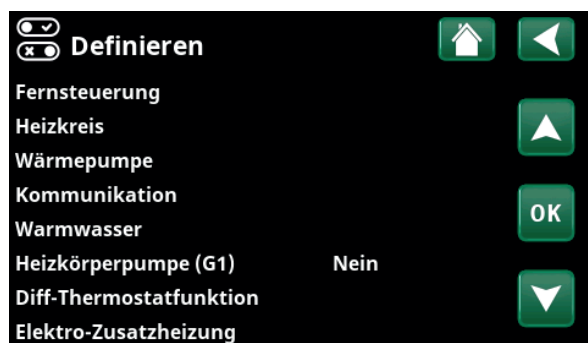 Definieren
Fernsteuerung
Heizkreis
Wärmepumpe
Kommunikation
OK
Warmwasser
Heizkörperpumpe (G1) Nein
Diff-Thermostatfunktion
Elektro-Zusatzheizung